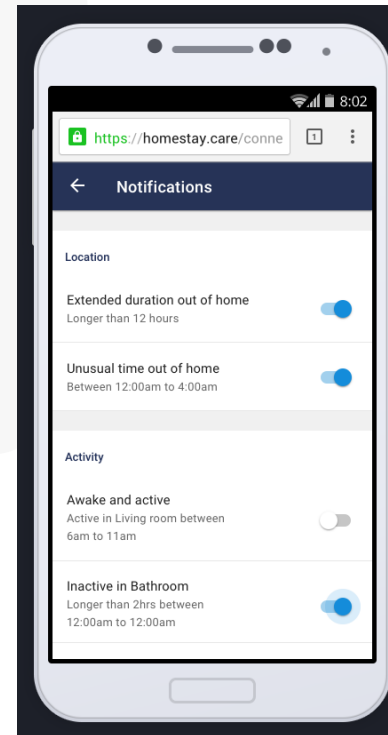 8:02
https://homestay.care/conne
1
Notifications
Location
Extended duration out of home
Longer than 12 hours
Unusual time out of home
Between 12:00am to 4:00am
Activity
Awake and active
Active in Living room between
6am to 11am
Inactive in Bathroom
Longer than 2hrs between
12:00am to 12:00am